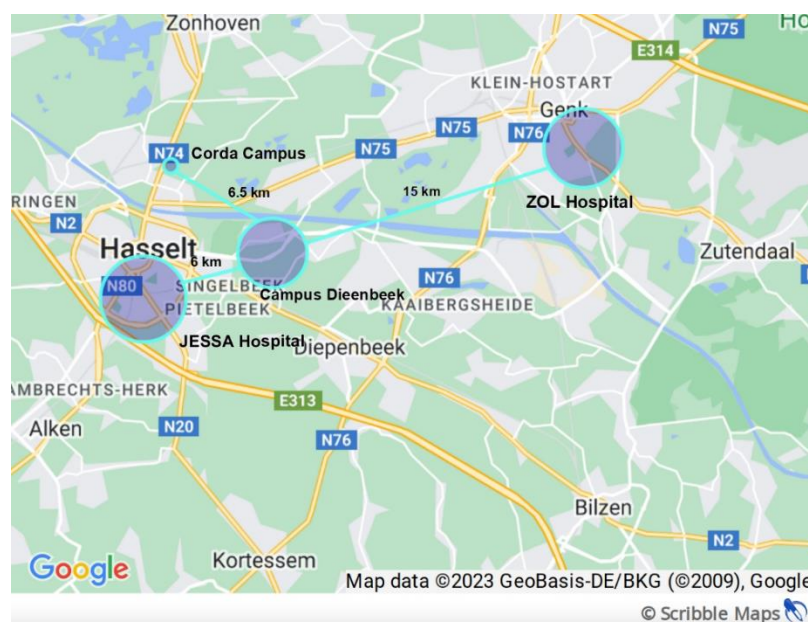 Zonhoven
Ho
N75
E314
KLEIN-HOSTART
Genk
N74
Corda Campus
N75
N75
N76
6.5 km
15 km
RINGEN
N2
ZOL Hospital
Hasselt
6 km
Zutendaal
N80
SINGELBEEK
N76
Campus Dieenbeek
PIETELBEEK
KAAIBERGSHEIDE
JESSA Hospital
Diepenbeek
AMBRECHTS-HERK
E313
Alken
N20
N76
Bilzen
N2
Google
Kortessem
Map data ©2023 GeoBasis-DE/BKG (©2009), Google
© Scribble Maps